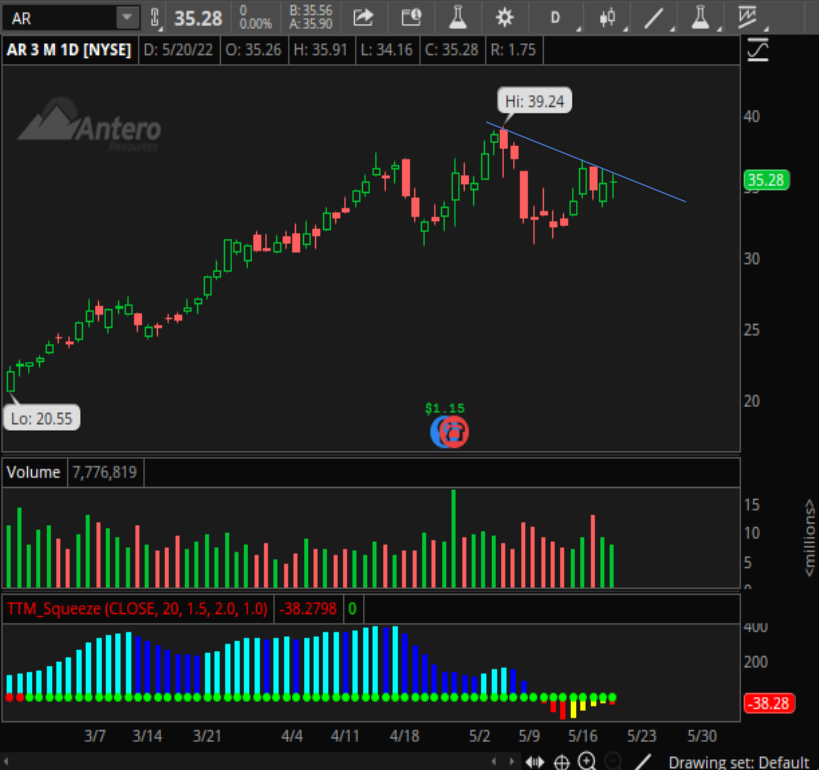 AR 35.28 0 0.00% B: 35.56 A: 35.90 D
AR 3 M 1D [NYSE] D: 5/20/22 O: 35.26 H: 35.91 L: 34.16 C: 35.28 R: 1.75
Hi: 39.24
40
Antero
Resources
35.28
30
25
20
$1.15
Lo: 20.55
Volume 7,776,819
15
10
5
0
<millions>
TTM_Squeeze (CLOSE, 20, 1.5, 2.0, 1.0) -38.2798 0
400
200
-38.28
3/7 3/14 3/21 4/4 4/11 4/18 5/2 5/9 5/16 5/23 5/30
Drawing set: Default